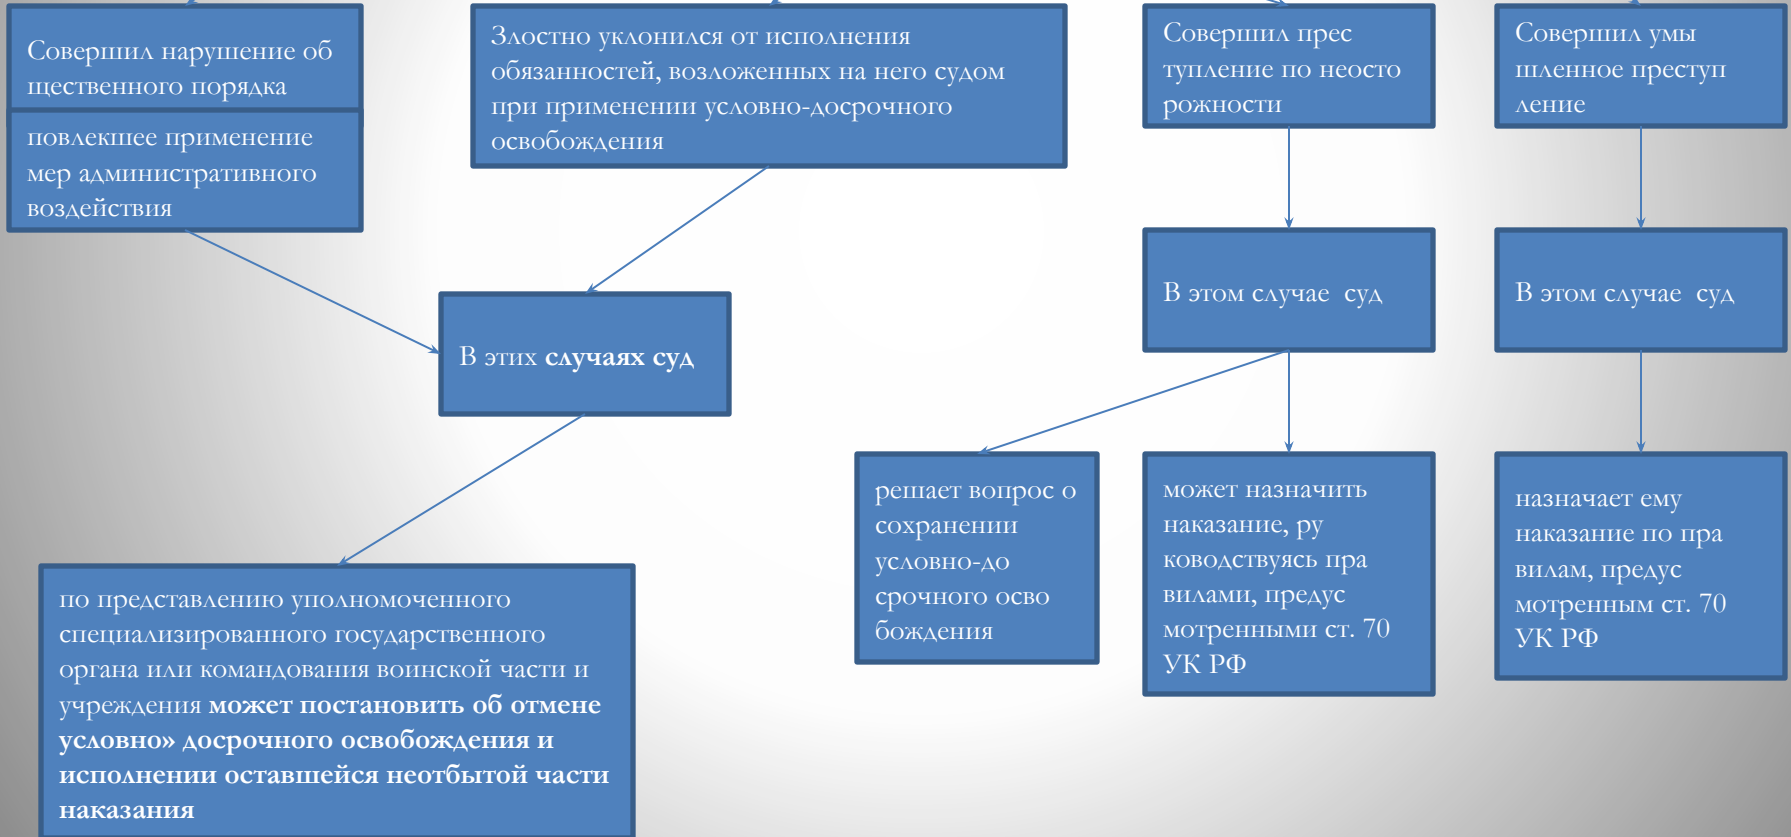 Совершил нарушение об
щественного порядка
повлекшее применение
мер административного
воздействия
Злостно уклонился от исполнения
обязанностей, возложенных на него судом
при применении условно-досрочного
освобождения
Совершил прес
тупление по неосто
рожности
Совершил умы
шленное преступ
ление
В этих случаях суд
В этом случае суд
В этом случае суд
по представлению уполномоченного
специализированного государственного
органа или командования воинской части и
учреждения может постановить об отмене
условно» досрочного освобождения и
исполнении оставшейся неотбытой части
наказания
решает вопрос о
сохранении
условно-до
срочного осво
бождения
может назначить
наказание, ру
ководствуясь пра
вилами, предус
мотренными ст. 70
УК РФ
назначает ему
наказание по пра
вилам, предус
мотренным ст. 70
УК РФ